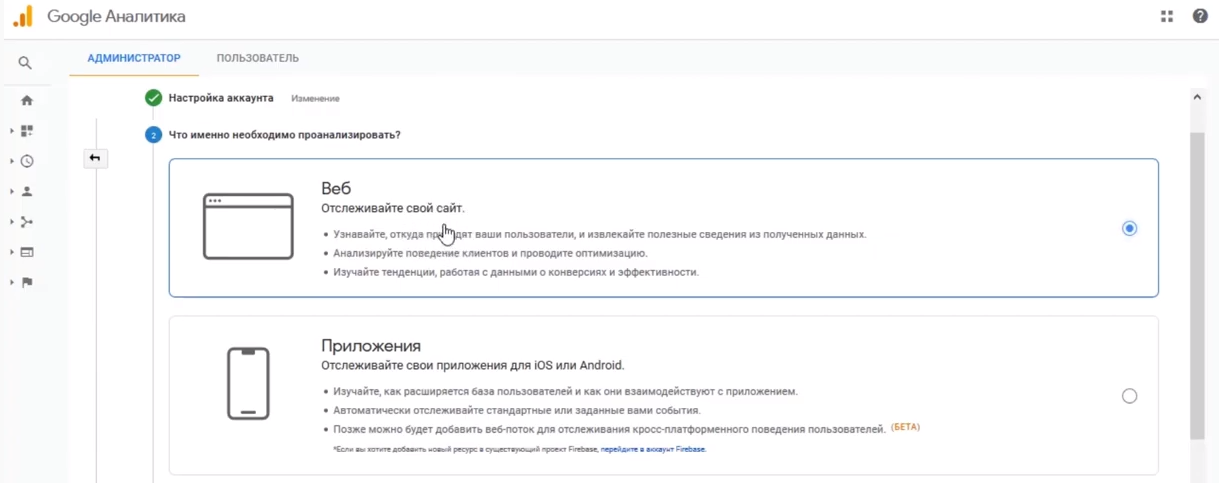 Google Аналитика
АДМИНИСТРАТОР ПОЛЬЗОВАТЕЛЬ
Настройка аккаунта Изменение
2 Что именно необходимо проанализировать?
Веб
Отслеживайте свой сайт.
• Узнавайте, откуда приходят ваши пользователи, и извлекайте полезные сведения из полученных данных.
• Анализируйте поведение клиентов и проводите оптимизацию.
• Изучайте тенденции, работая с данными о конверсиях и эффективности.
Приложения
Отслеживайте свои приложения для iOS или Android.
• Изучайте, как расширяется база пользователей и как они взаимодействуют с приложением.
• Автоматически отслеживайте стандартные или заданные вами события.
• Позже можно будет добавить веб-поток для отслеживания кросс-платформенного поведения пользователей. (БЕТА)
*Если вы хотите добавить новый ресурс в существующий проект Firebase, перейдите в аккаунт Firebase.